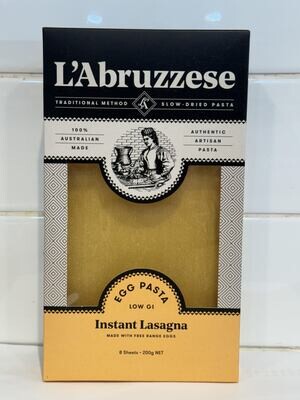 L'Abruzzese
TRADITIONAL METHOD A SLOW-DRIED PASTA
100%
AUSTRALIAN
MADE
AUTHENTIC
ARTISAN
PASTA
EGG PASTA
LOW GI
Instant Lasagna
MADE WITH FREE RANGE EGGS
8 Sheets • 200g NET